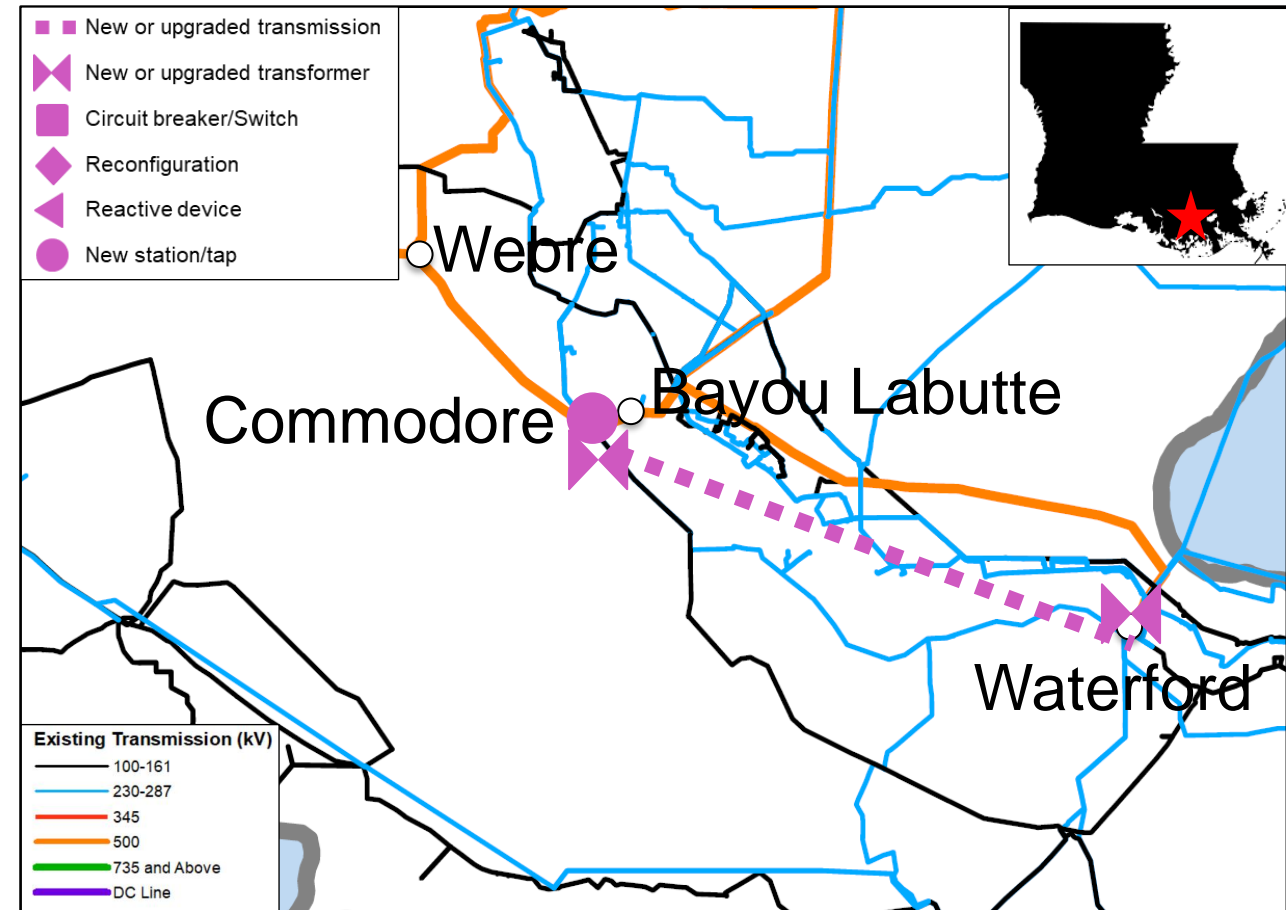 New or upgraded transmission
New or upgraded transformer
Circuit breaker/Switch
Reconfiguration
Reactive device
New station/tap
Webre
Bayou Labutte
Commodore
Waterford
Existing Transmission (kV)
100-161
230-287
345
500
735 and Above
DC Line